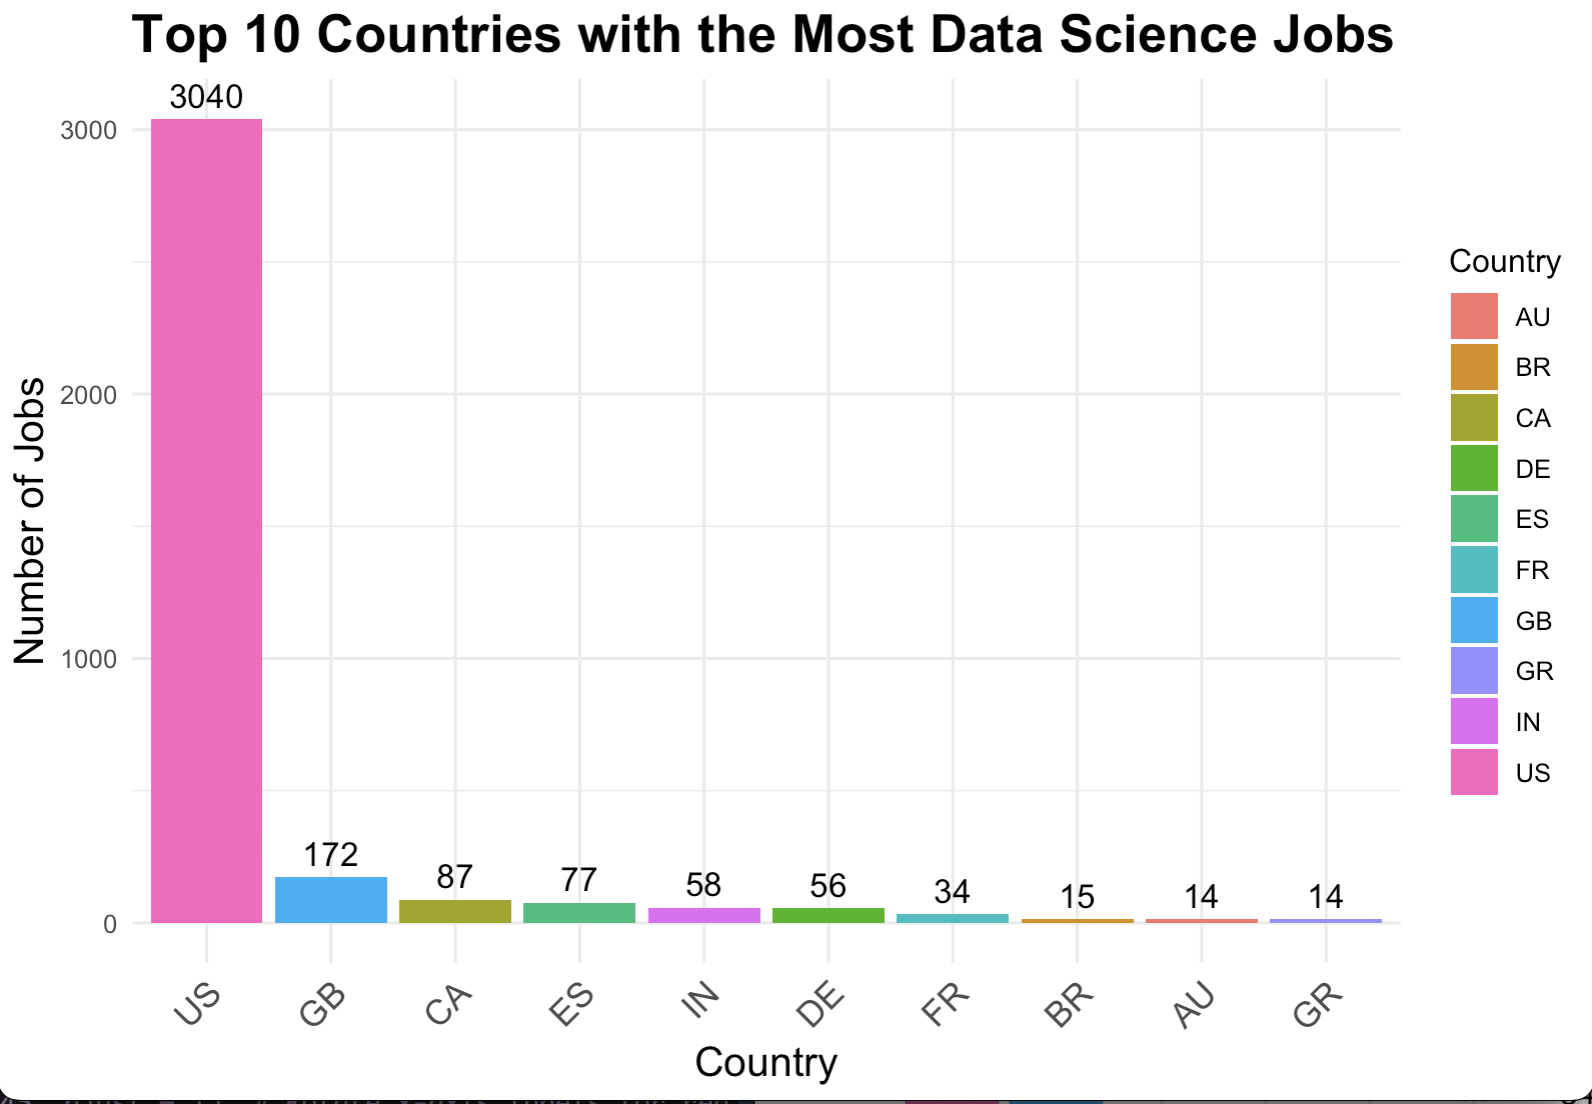 Top 10 Countries with the Most Data Science Jobs
3040
3000
2000
1000
0
Number of Jobs
172
87
77
58
56
34
15
14
14
US
GB
CA
ES
IN
DE
FR
BR
AU
GR
Country
Country
AU
BR
CA
DE
ES
FR
GB
GR
IN
US